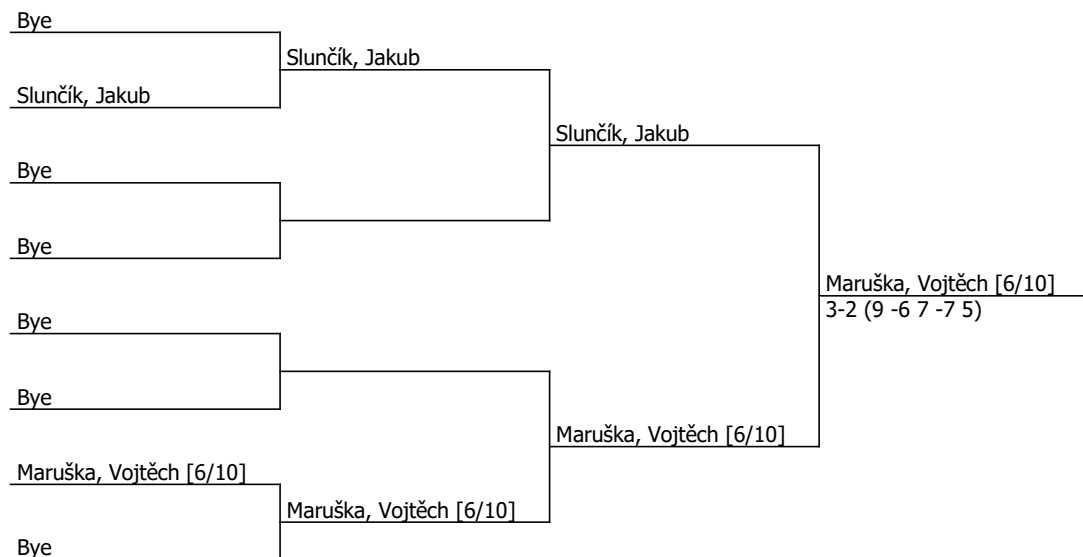 Bye
Slunčík, Jakub
Slunčík, Jakub
Slunčík, Jakub
Bye
Bye
Maruška, Vojtěch [6/10]
3-2 (9 -6 7 -7 5)
Bye
Bye
Maruška, Vojtěch [6/10]
Maruška, Vojtěch [6/10]
Maruška, Vojtěch [6/10]
Bye